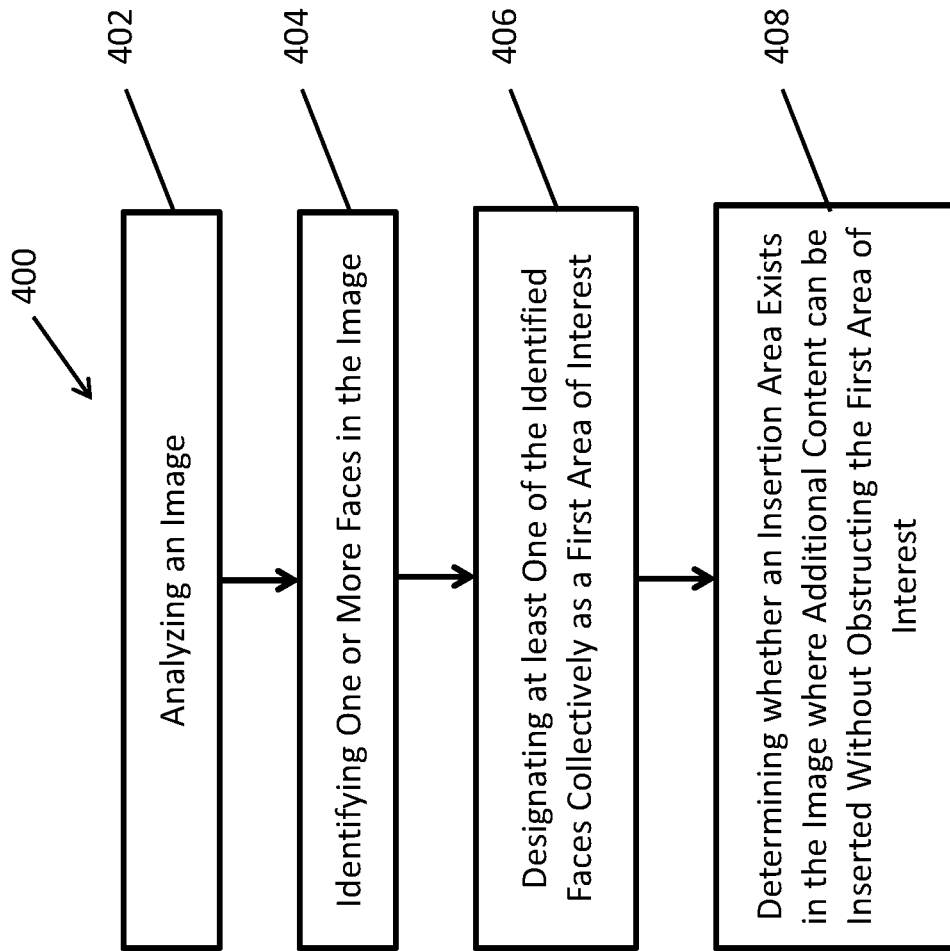 400
402
Analyzing an Image
404
Identifying One or More Faces in the Image
406
Designating at least One of the Identified
Faces Collectively as a First Area of Interest
408
Determining whether an Insertion Area Exists
in the Image where Additional Content can be
Inserted Without Obstructing the First Area of
Interest